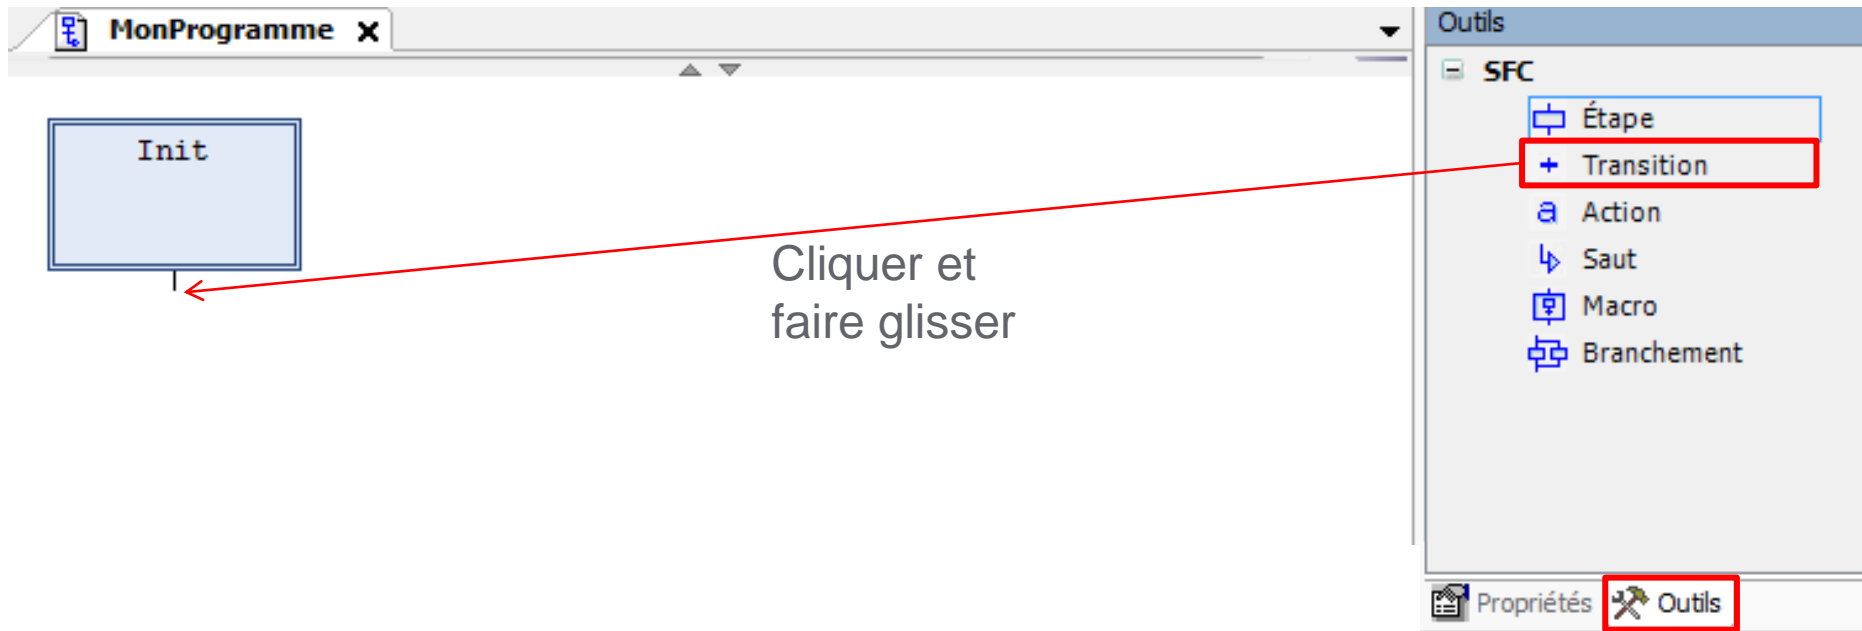 MonProgramme
Outils
SFC
Init
Étape
Transition
Action
Saut
Macro
Branchement
Cliquer et
faire glisser
Propriétés
Outils